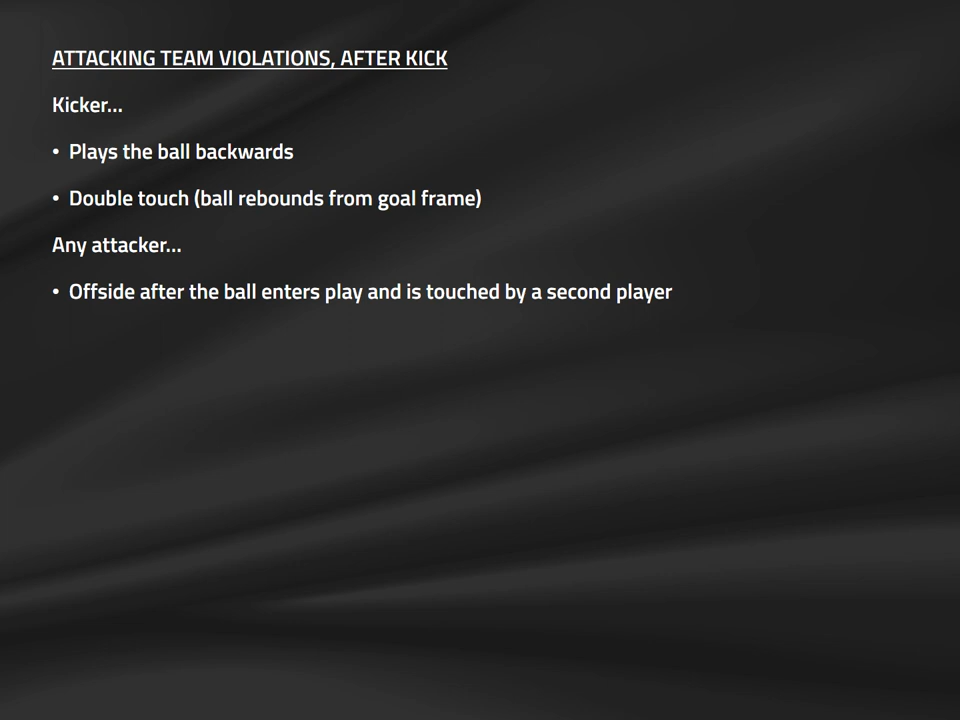 ATTACKING TEAM VIOLATIONS, AFTER KICK
Kicker...
• Plays the ball backwards
• Double touch (ball rebounds from goal frame)
Any attacker...
• Offside after the ball enters play and is touched by a second player